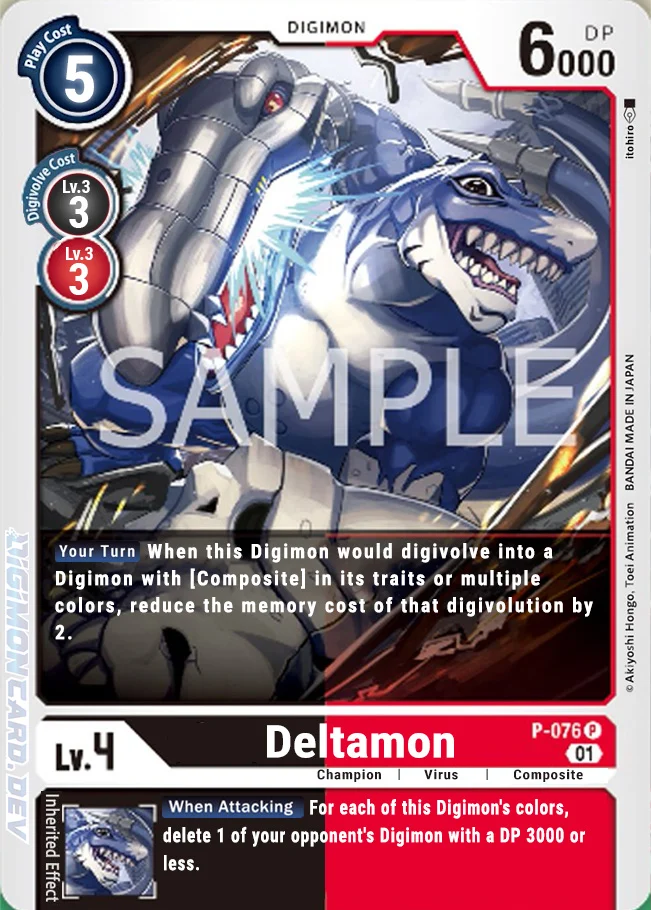 DIGIMON
Play Cost
5
DP
6000
Digivolve Cost
Lv.3
3
Lv.3
3
itohiro
SAMPLE
Your Turn When this Digimon would digivolve into a
Digimon with [Composite] in its traits or multiple
colors, reduce the memory cost of that digivolution by
2.
© Akiyoshi Hongo, Toei Animation BANDAI MADE IN JAPAN
DIGIMONCARD.DEV
Lv.4
Deltamon
P-076 P
01
Champion | Virus | Composite
Inherited Effect
When Attacking For each of this Digimon's colors,
delete 1 of your opponent's Digimon with a DP 3000 or
less.